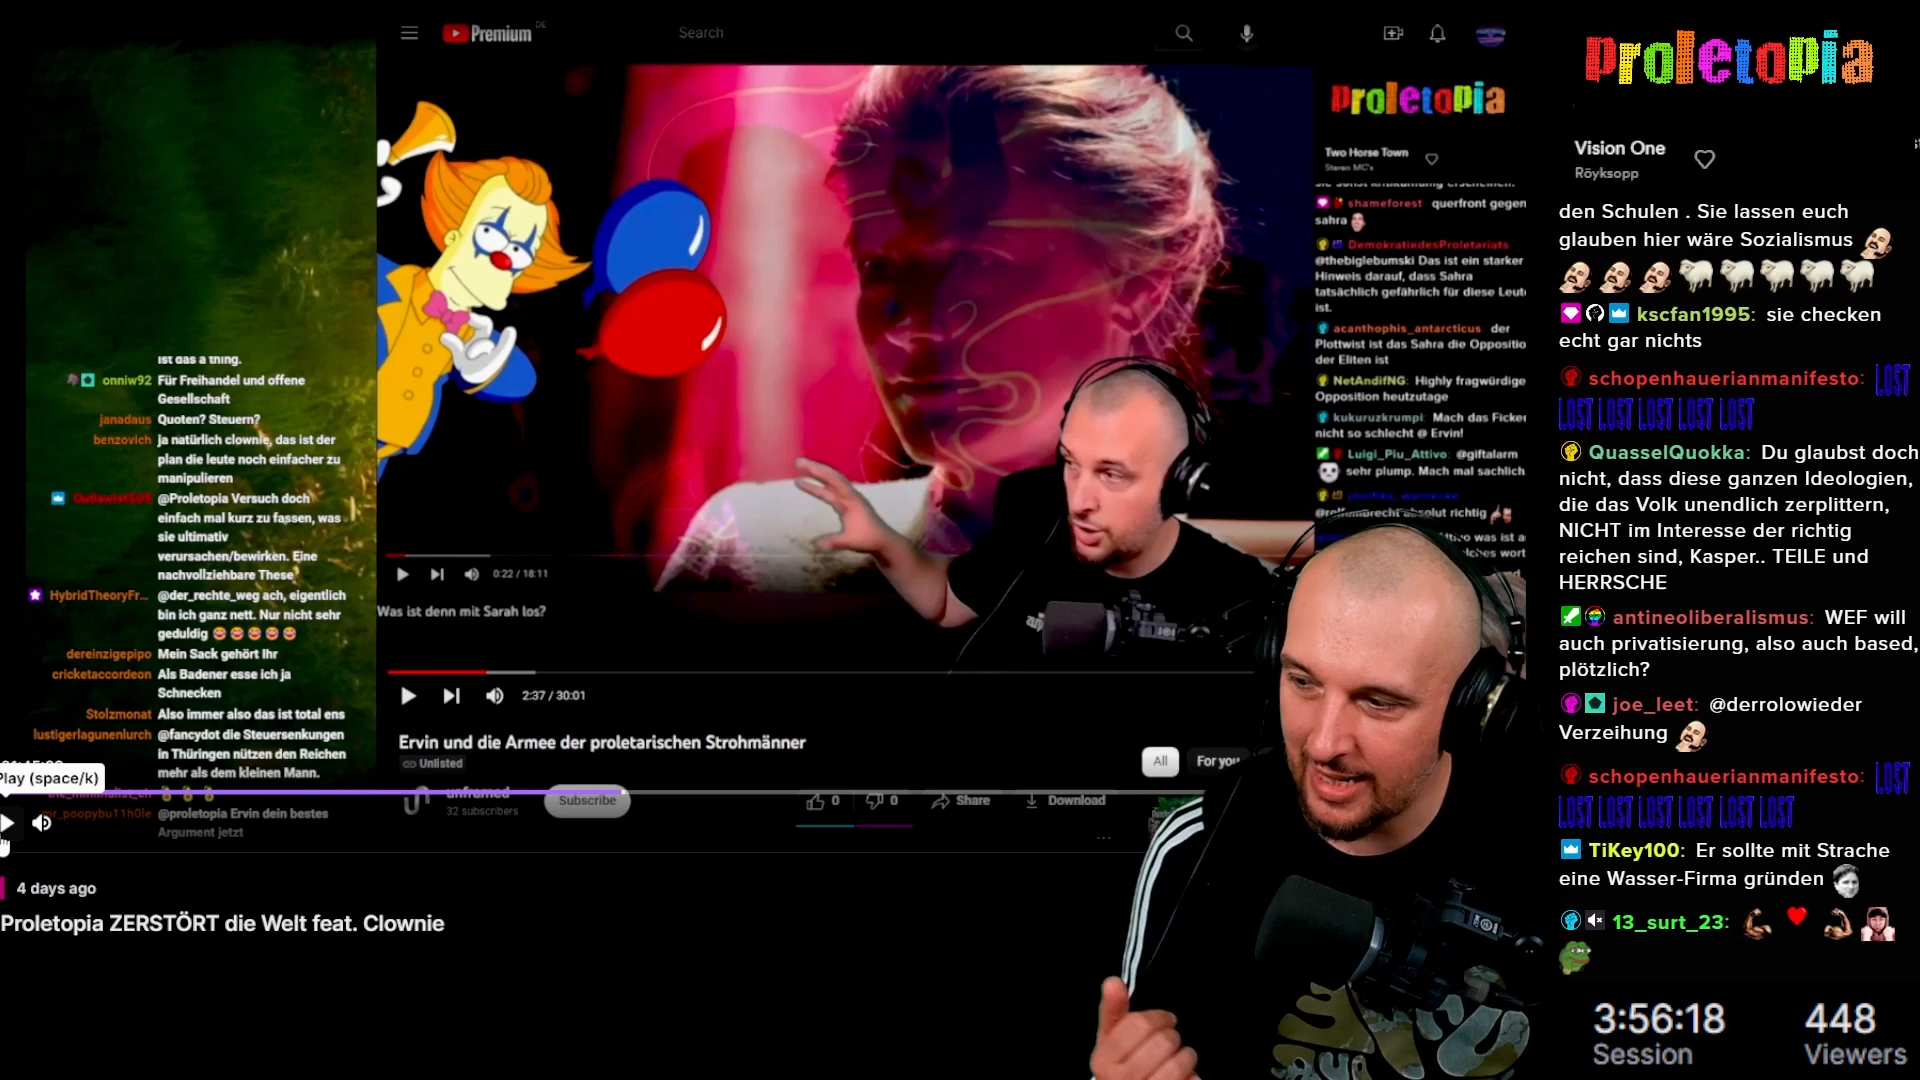 Premium
DE
Search
proletopia
Two Horse Town
Stereo MC's
shameforest querfront gegen
sahra
DemokratiedesProletariats
@thebiglebumski Das ist ein starker
Hinweis darauf, dass Sahra
tatsächlich gefährlich für diese Leute
ist.
acanthophis_antarcticus der
Plottwist ist das Sahra die Opposition
der Eliten ist
NetAndifNG: Highly fragwürdige
Opposition heutzutage
kukuruzkrumpi: Mach das Ficken
nicht so schlecht @ Ervin!
Luigi_Piu_Attivo: @giftalarm
sehr plump. Mach mal sachlich
absolut richtig
ist das a thing.
onniw92 Für Freihandel und offene
Gesellschaft
janadaus Quoten? Steuern?
benzovich ja natürlich clownie, das ist der
plan die leute noch einfacher zu
manipulieren
@Proletopia Versuch doch
einfach mal kurz zu fassen, was
sie ultimativ
verursachen/bewirken. Eine
nachvollziehbare These
HybridTheoryFr... @der_rechte_weg ach, eigentlich
bin ich ganz nett. Nur nicht sehr
geduldig
dereinzigepipo Mein Sack gehört Ihr
cricketaccordeon Als Badener esse ich ja
Schnecken
Stolzmonat Also immer also das ist total ens
lustigerlagunenlurch @fancydot die Steuersenkungen
in Thüringen nützen den Reichen
mehr als dem kleinen Mann.
mr_poopybu11h0le @proletopia Ervin dein bestes
Argument jetzt
Play (space/k)
0:22 / 18:11
Was ist denn mit Sarah los?
2:37 / 30:01
Ervin und die Armee der proletarischen Strohmänner
Unlisted
All
For you
unframed
32 subscribers
Subscribe
0
0
Share
Download
4 days ago
Proletopia ZERSTÖRT die Welt feat. Clownie
proletopia
Vision One
Röyksopp
den Schulen . Sie lassen euch
glauben hier wäre Sozialismus
kscfan1995: sie checken
echt gar nichts
schopenhauerianmanifesto: LOST
LOST LOST LOST LOST LOST
QuasselQuokka: Du glaubst doch
nicht, dass diese ganzen Ideologien,
die das Volk unendlich zerplittern,
NICHT im Interesse der richtig
reichen sind, Kasper.. TEILE und
HERRSCHE
antineoliberalismus: WEF will
auch privatisierung, also auch based,
plötzlich?
joe_leet: @derrolowieder
Verzeihung
schopenhauerianmanifesto: LOST
LOST LOST LOST LOST LOST LOST
TiKey100: Er sollte mit Strache
eine Wasser-Firma gründen
13_surt_23:
3:56:18
Session
448
Viewers